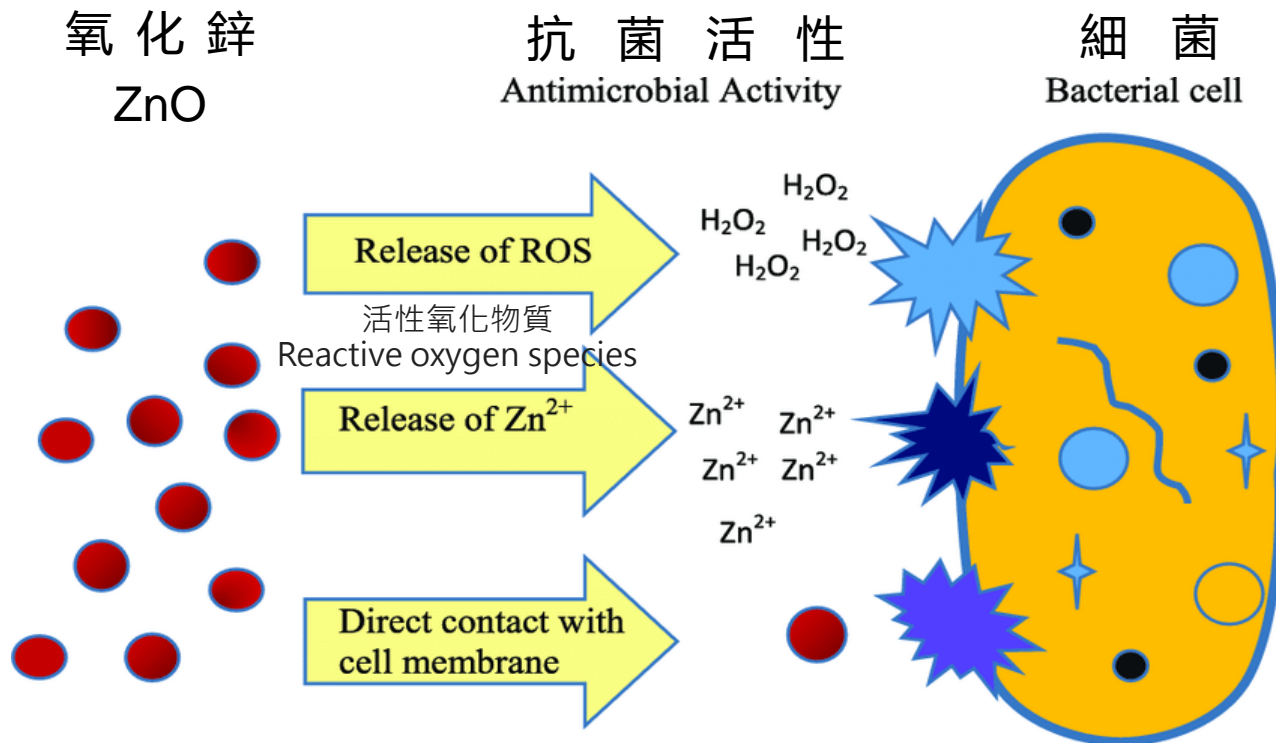 氧化鋅
ZnO
抗菌活性
Antimicrobial Activity
細菌
Bacterial cell
Release of ROS
H₂O₂
H₂O₂
H₂O₂
H₂O₂
活性氧化物質
Reactive oxygen species
Release of Zn²⁺
Zn²⁺
Zn²⁺
Zn²⁺
Zn²⁺
Zn²⁺
Direct contact with
cell membrane